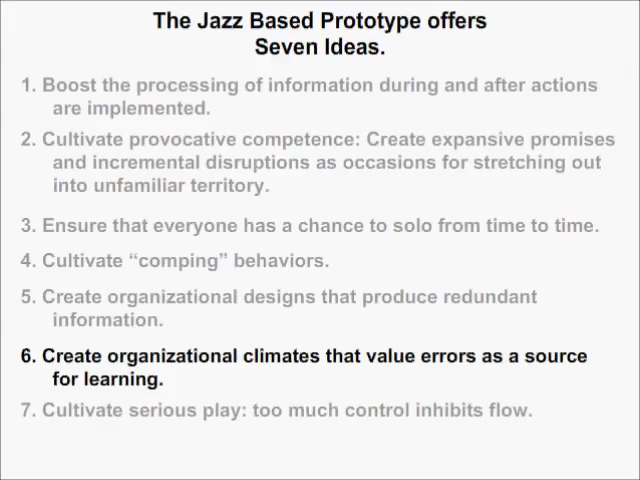 The Jazz Based Prototype offers
Seven Ideas.
1. Boost the processing of information during and after actions
are implemented.
2. Cultivate provocative competence: Create expansive promises
and incremental disruptions as occasions for stretching out
into unfamiliar territory.
3. Ensure that everyone has a chance to solo from time to time.
4. Cultivate “comping” behaviors.
5. Create organizational designs that produce redundant
information.
6. Create organizational climates that value errors as a source
for learning.
7. Cultivate serious play: too much control inhibits flow.